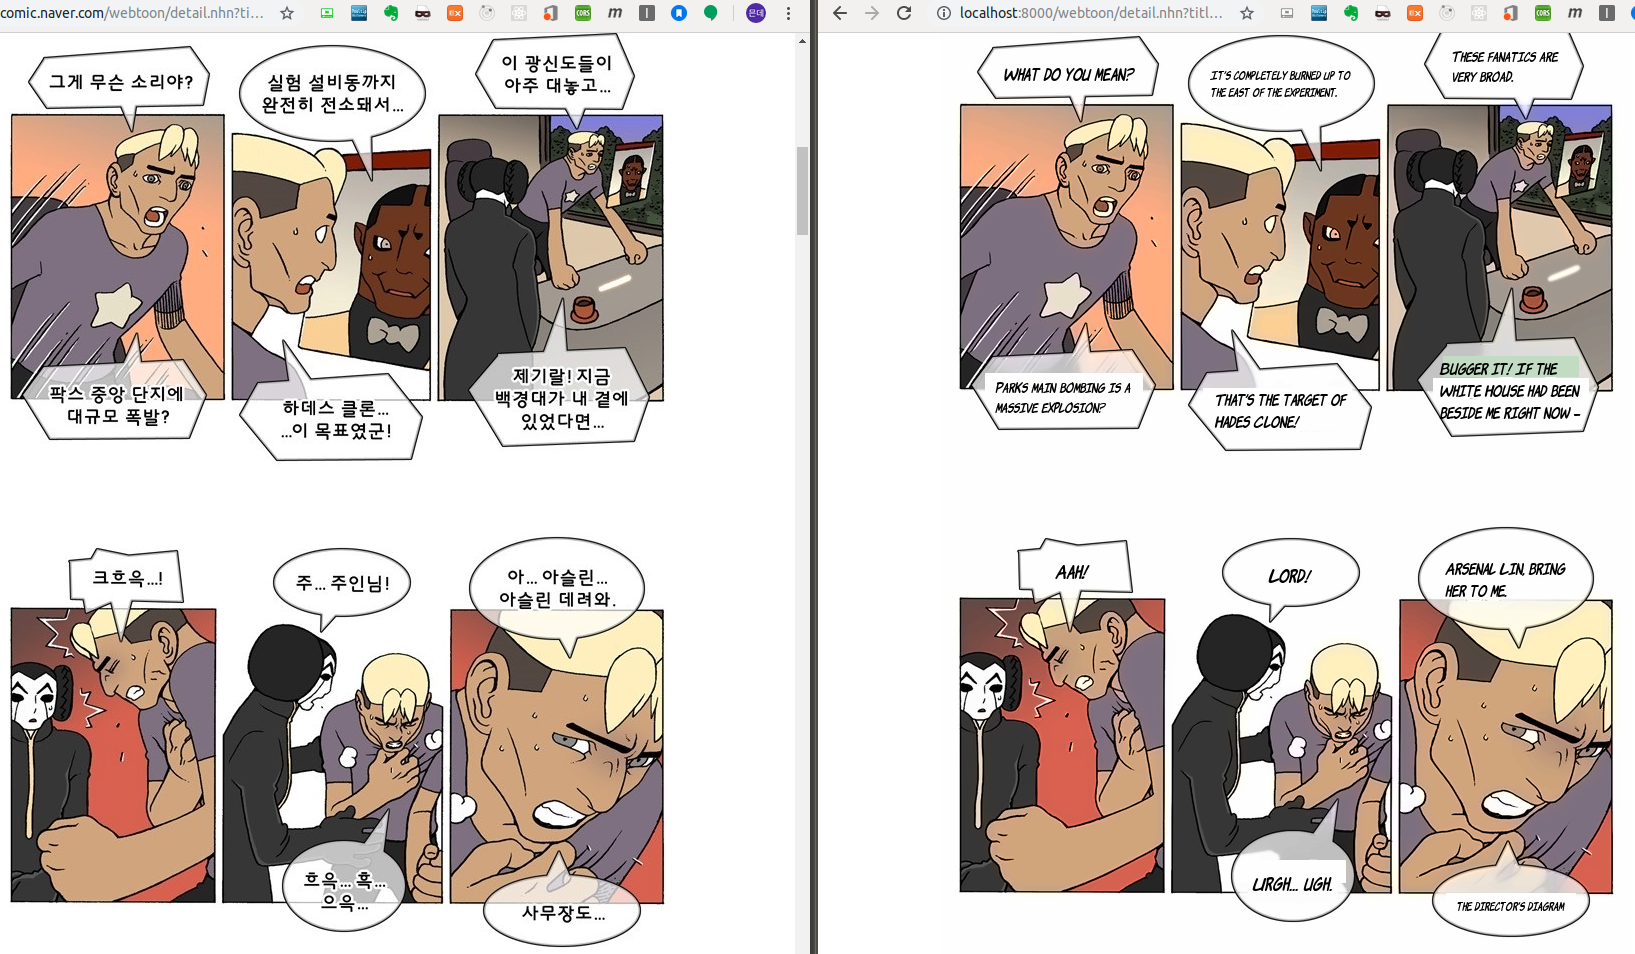 comic.naver.com/webtoon/detail.nhn?ti...
문데
그게 무슨 소리야?
실험 설비동까지
완전히 전소돼서...
이 광신도들이
아주 대놓고...
팍스 중앙 단지에
대규모 폭발?
하데스 클론...
...이 목표였군!
제기랄! 지금
백경대가 내 곁에
있었다면...
크흐윽...!
주... 주인님!
아... 아슬린...
아슬린 데려와.
흐윽... 흑...
으윽...
사무장도...
localhost:8000/webtoon/detail.nhn?titl...
WHAT DO YOU MEAN?
IT'S COMPLETELY BURNED UP TO
THE EAST OF THE EXPERIMENT.
THESE FANATICS ARE
VERY BROAD.
PARKS MAIN BOMBING IS A
MASSIVE EXPLOSION?
THAT'S THE TARGET OF
HADES CLONE!
BUGGER IT! IF THE
WHITE HOUSE HAD BEEN
BESIDE ME RIGHT NOW –
AAH!
LORD!
ARSENAL LIN, BRING
HER TO ME.
URGH... UGH.
THE DIRECTOR'S DIAGRAM